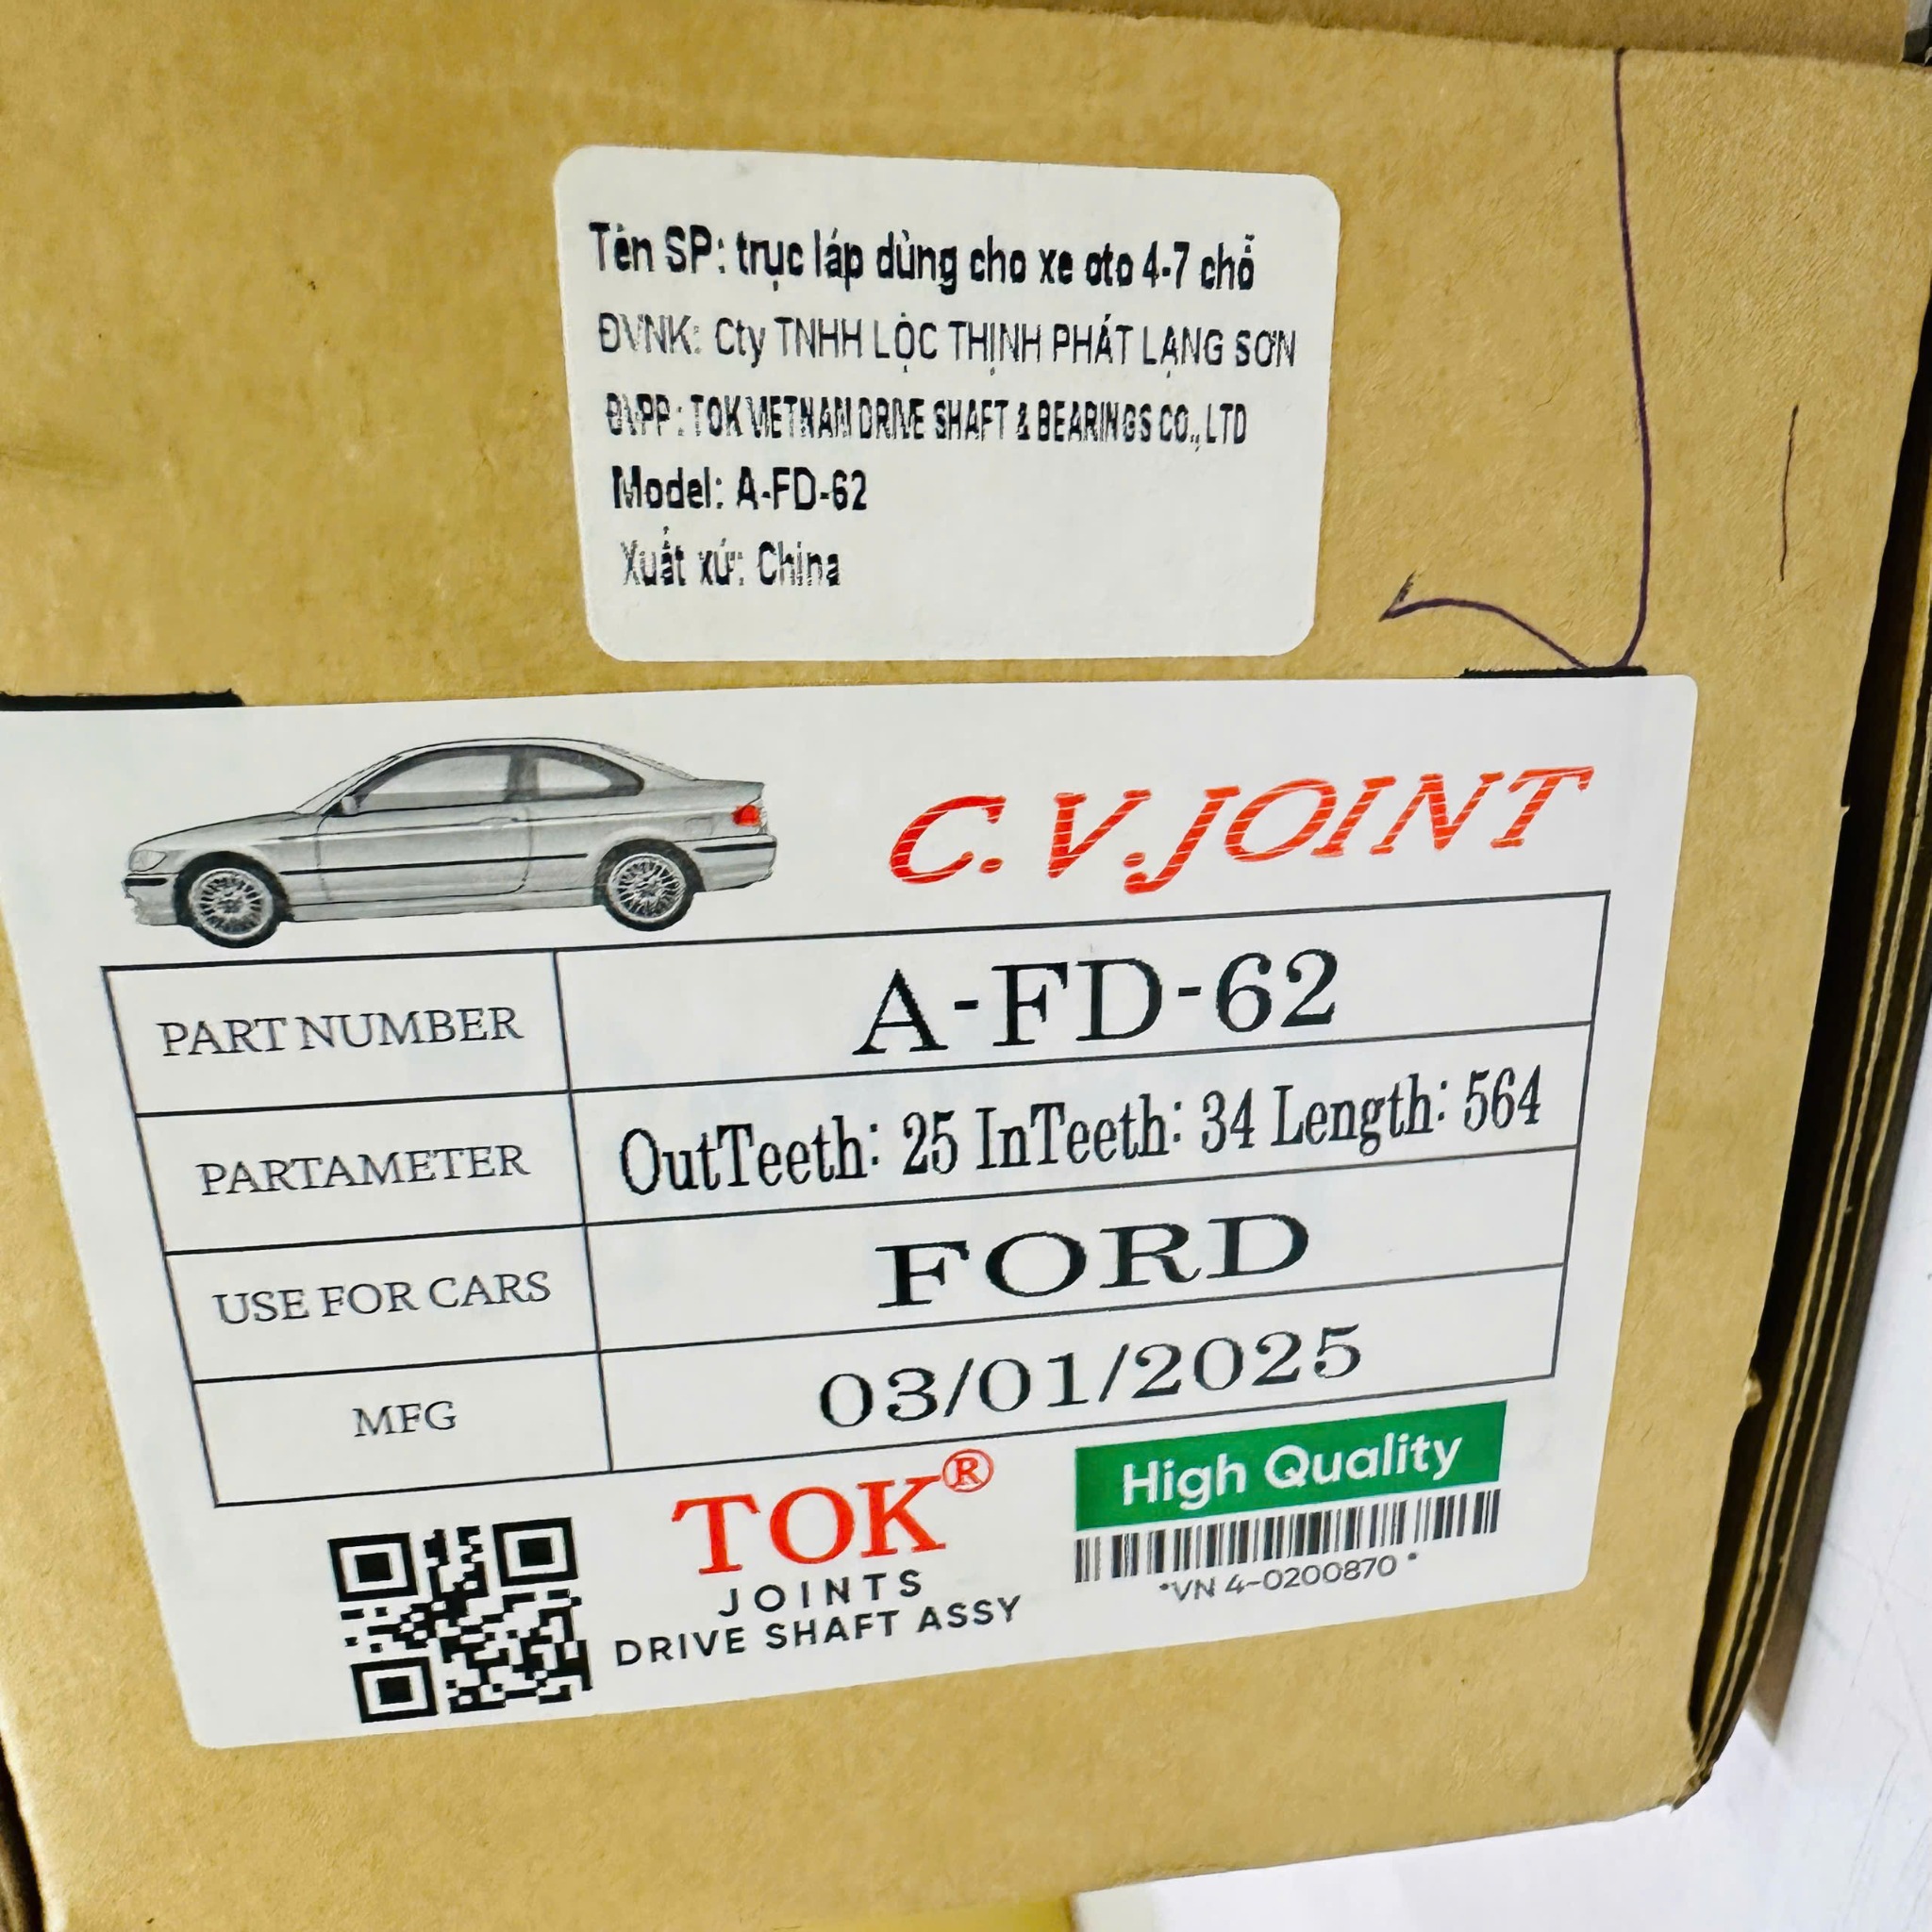 Tên SP: trục láp dùng cho xe oto 4-7 chỗ
ĐVNK: Cty TNHH LỘC THỊNH PHÁT LẠNG SƠN
ĐVPP: TOK VIETNAM DRIVE SHAFT & BEARINGS CO., LTD
Model: A-FD-62
Xuất xứ: China
C.V.JOINT
PART NUMBER A-FD-62
PARTAMETER OutTeeth: 25 InTeeth: 34 Length: 564
USE FOR CARS FORD
MFG 03/01/2025
TOK®
JOINTS
DRIVE SHAFT ASSY
High Quality
*VN 4-0200870 *